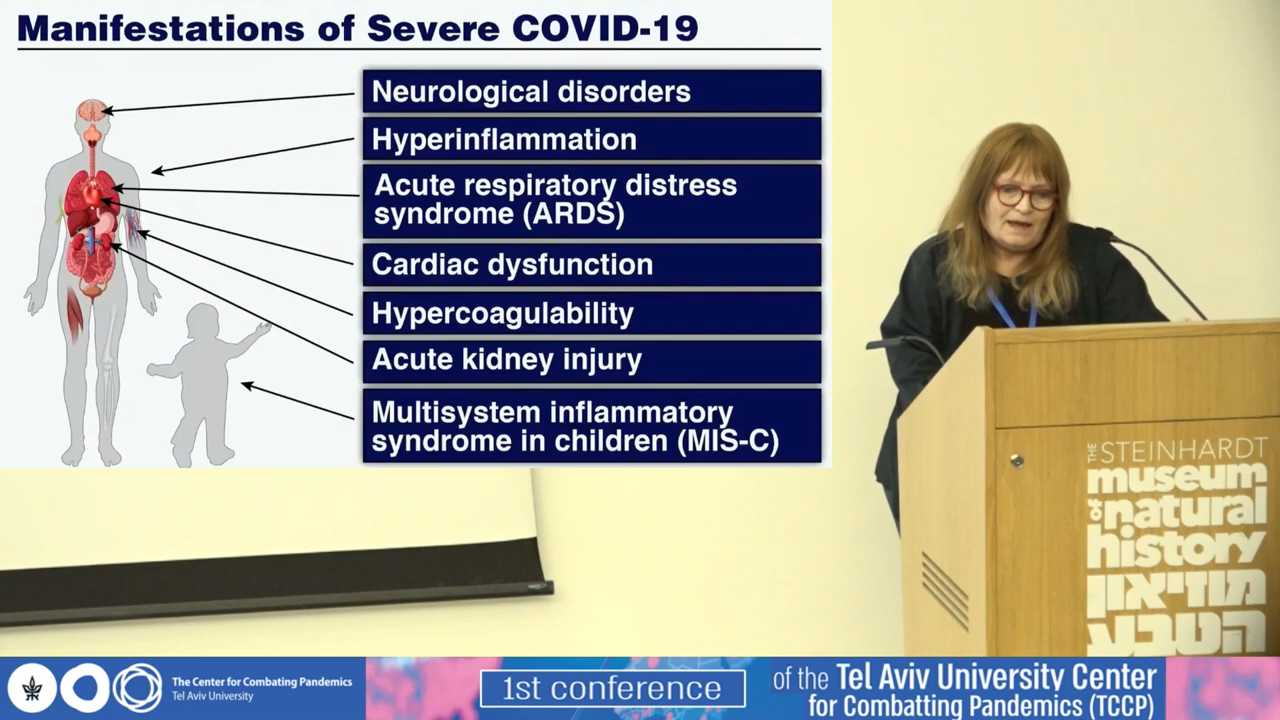 Manifestations of Severe COVID-19
Neurological disorders
Hyperinflammation
Acute respiratory distress
syndrome (ARDS)
Cardiac dysfunction
Hypercoagulability
Acute kidney injury
Multisystem inflammatory
syndrome in children (MIS-C)
THE STEINHARDT
museum
of natural
history
מוזיאון
הטבע
The Center for Combating Pandemics
Tel Aviv University
1st conference
of the Tel Aviv University Center
for Combatting Pandemics (TCCP)